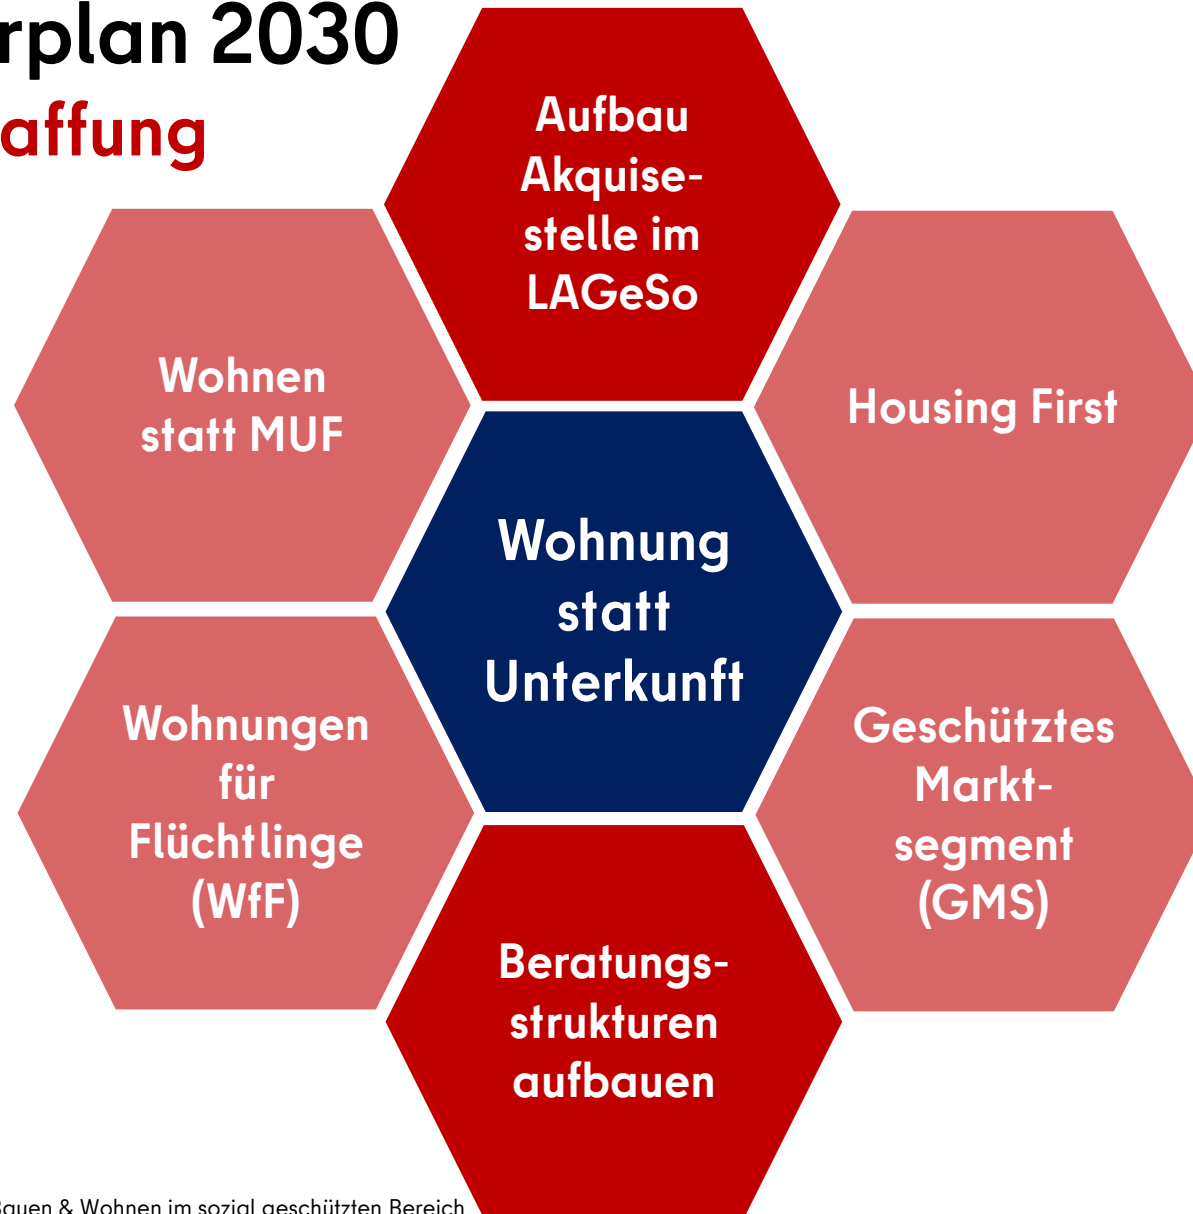 rplan 2030
affung
Aufbau
Akquise-
stelle im
LAGeSo
Wohnen
statt MUF
Housing First
Wohnung
statt
Unterkunft
Wohnungen
für
Flüchtlinge
(WfF)
Geschütztes
Markt-
segment
(GMS)
Beratungs-
strukturen
aufbauen
Bauen & Wohnen im sozial geschützten Bereich